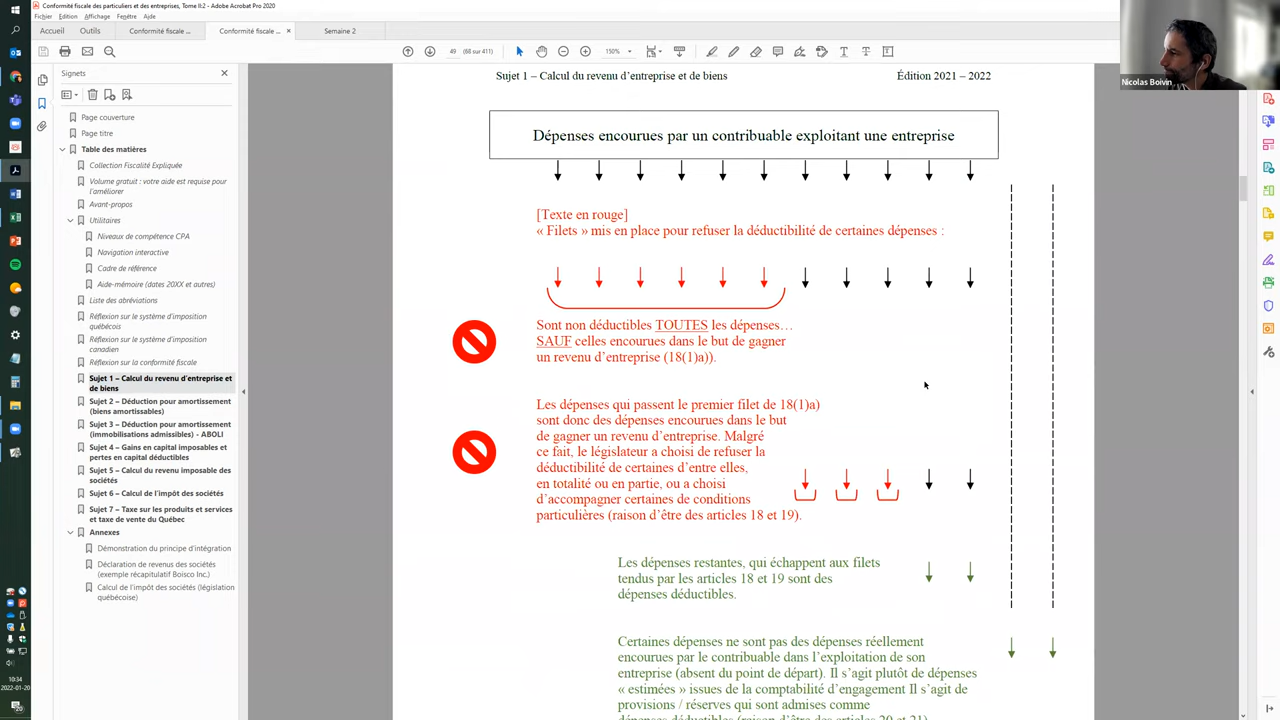 Conformité fiscale des particuliers et des entreprises, Tome II:2 - Adobe Acrobat Pro 2020
Fichier Edition Affichage Fenêtre Aide
Accueil Outils Conformité fiscale ... Conformité fiscale ... × Semaine 2
49 (68 sur 411) 150%
Signets
Page couverture
Page titre
Table des matières
Collection Fiscalité Expliquée
Volume gratuit : votre aide est requise pour
l'améliorer
Avant-propos
Utilitaires
Niveaux de compétence CPA
Navigation interactive
Cadre de référence
Aide-mémoire (dates 20XX et autres)
Liste des abréviations
Réflexion sur le système d'imposition
québécois
Réflexion sur le système d'imposition
canadien
Réflexion sur la conformité fiscale
Sujet 1 – Calcul du revenu d'entreprise et
de biens
Sujet 2 – Déduction pour amortissement
(biens amortissables)
Sujet 3 – Déduction pour amortissement
(immobilisations admissibles) - ABOLI
Sujet 4 – Gains en capital imposables et
pertes en capital déductibles
Sujet 5 – Calcul du revenu imposable des
sociétés
Sujet 6 – Calcul de l'impôt des sociétés
Sujet 7 – Taxe sur les produits et services
et taxe de vente du Québec
Annexes
Démonstration du principe d'intégration
Déclaration de revenus des sociétés
(exemple récapitulatif Boisco Inc.)
Calcul de l'impôt des sociétés (législation
québécoise)
Sujet 1 – Calcul du revenu d'entreprise et de biens Édition 2021 – 2022
Dépenses encourues par un contribuable exploitant une entreprise
[Texte en rouge]
« Filets » mis en place pour refuser la déductibilité de certaines dépenses :
Sont non déductibles TOUTES les dépenses…
SAUF celles encourues dans le but de gagner
un revenu d'entreprise (18(1)a)).
Les dépenses qui passent le premier filet de 18(1)a)
sont donc des dépenses encourues dans le but
de gagner un revenu d'entreprise. Malgré
ce fait, le législateur a choisi de refuser la
déductibilité de certaines d'entre elles,
en totalité ou en partie, ou a choisi
d'accompagner certaines de conditions
particulières (raison d'être des articles 18 et 19).
Les dépenses restantes, qui échappent aux filets
tendus par les articles 18 et 19 sont des
dépenses déductibles.
Certaines dépenses ne sont pas des dépenses réellement
encourues par le contribuable dans l'exploitation de son
entreprise (absent du point de départ). Il s'agit plutôt de dépenses
« estimées » issues de la comptabilité d'engagement Il s'agit de
provisions / réserves qui sont admises comme
dépenses déductibles (raison d'être des articles 20 et 21)
Nicolas Boivin
10:34
2022-01-20